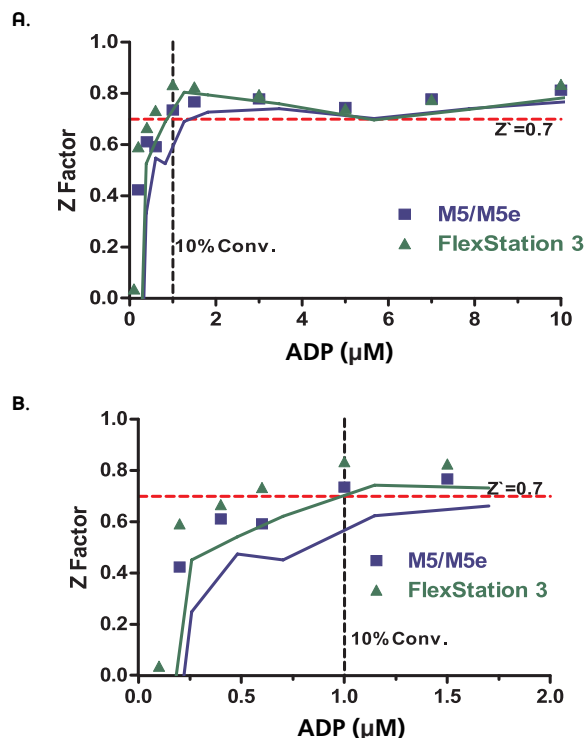 A.
1.0
0.8
0.6
0.4
0.2
0.0
Z Factor
Z`=0.7
M5/M5e
FlexStation 3
10% Conv.
0
2
4
6
8
10
ADP (µM)
B.
1.0
0.8
0.6
0.4
0.2
0.0
Z Factor
Z`=0.7
M5/M5e
FlexStation 3
10% Conv.
0.0
0.5
1.0
1.5
2.0
ADP (µM)